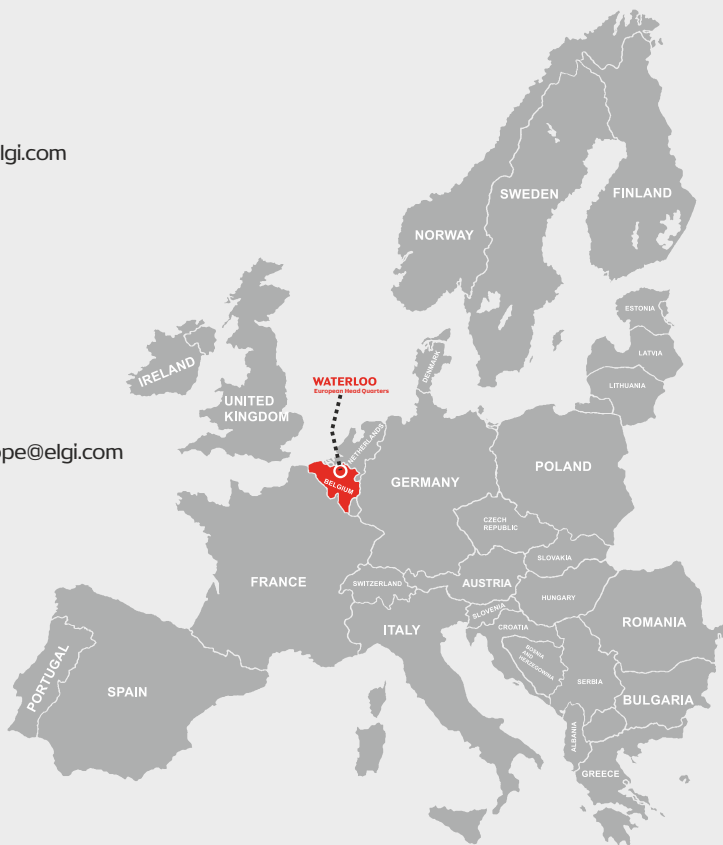 lgi.com
SWEDEN
FINLAND
NORWAY
ESTONIA
LATVIA
DENMARK
IRELAND
LITHUANIA
WATERLOO
European Head Quarters
UNITED
KINGDOM
NETHERLANDS
ope@elgi.com
POLAND
GERMANY
BELGIUM
CZECH
REPUBLIC
SLOVAKIA
FRANCE
SWITZERLAND
AUSTRIA
HUNGARY
SLOVENIA
ROMANIA
CROATIA
ITALY
BOSNIA
AND
HERZEGOVINA
PORTUGAL
SPAIN
SERBIA
BULGARIA
ALBANIA
GREECE